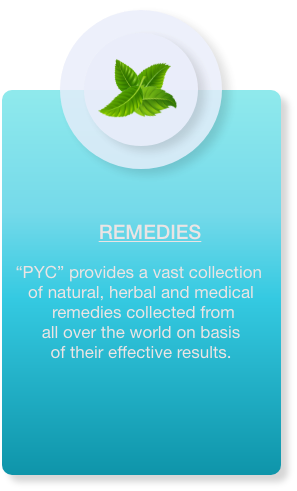 REMEDIES
“PYC” provides a vast collection
of natural, herbal and medical
remedies collected from
all over the world on basis
of their effective results.